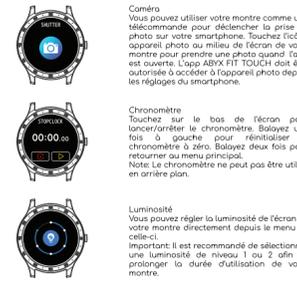 SHUTTER
Caméra
Vous pouvez utiliser votre montre comme u
télécommande pour déclencher la prise
photo sur votre smartphone. Touchez l'icô
appareil photo au milieu de l'écran de vo
montre pour prendre une photo quand l'a
est ouverte. L'app ABYX FIT TOUCH doit ê
autorisée à accéder à l'appareil photo dep
les réglages du smartphone.
STOPCLOCK
00:00.00
Chronomètre
Touchez sur le bas de l'écran po
lancer/arrêter le chronomètre. Balayez u
fois à gauche pour réinitialiser
chronomètre à zéro. Balayez deux fois po
retourner au menu principal.
Note: Le chronomètre ne peut pas être util
en arrière plan.
Luminosité
Vous pouvez régler la luminosité de l'écran
votre montre directement depuis le menu
celle-ci.
Important: Il est recommandé de sélection
une luminosité de niveau 1 ou 2 afin
prolonger la durée d'utilisation de vo
montre.